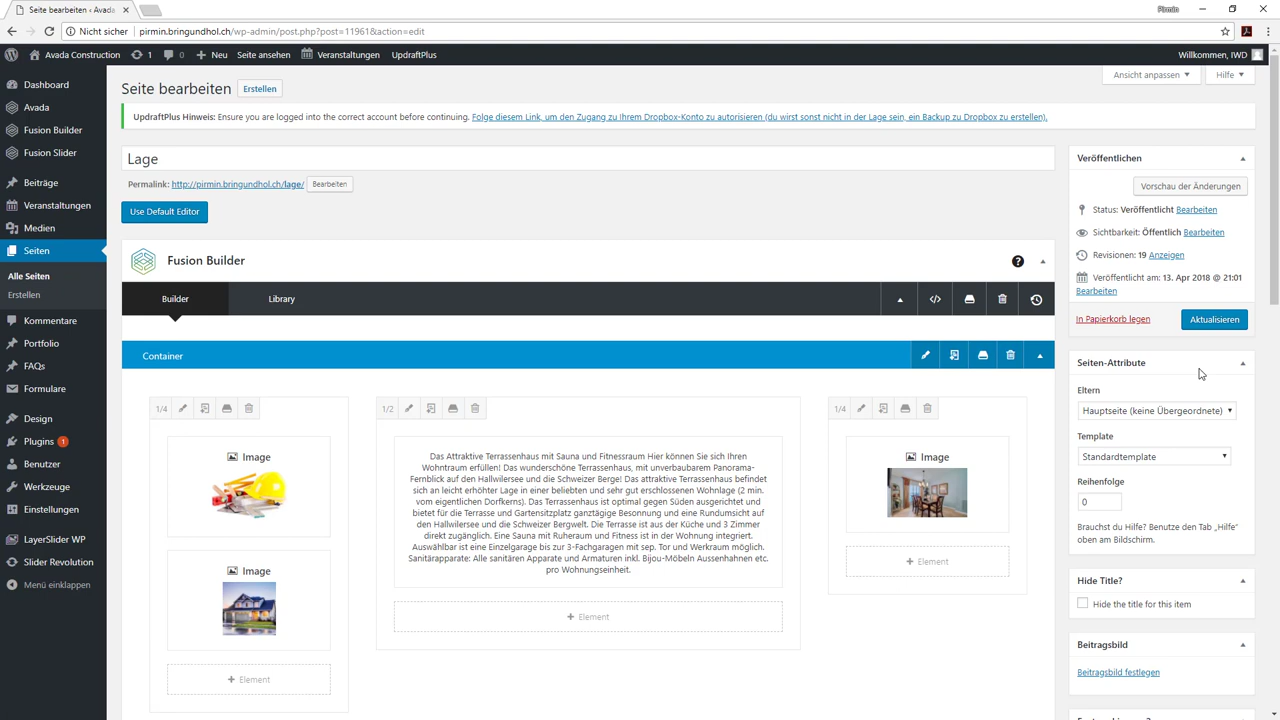 Seite bearbeiten ‹ Avada
Pirmin
Nicht sicher
pirmin.bringundhol.ch/wp-admin/post.php?post=11961&action=edit
Avada Construction
1
0
Neu
Seite ansehen
Veranstaltungen
UpdraftPlus
Willkommen, IWD
Dashboard
Avada
Fusion Builder
Fusion Slider
Beiträge
Veranstaltungen
Medien
Seiten
Alle Seiten
Erstellen
Kommentare
Portfolio
FAQs
Formulare
Design
Plugins 1
Benutzer
Werkzeuge
Einstellungen
LayerSlider WP
Slider Revolution
Menü einklappen
Ansicht anpassen
Hilfe
Seite bearbeiten
Erstellen
UpdraftPlus Hinweis: Ensure you are logged into the correct account before continuing. Folge diesem Link, um den Zugang zu Ihrem Dropbox-Konto zu autorisieren (du wirst sonst nicht in der Lage sein, ein Backup zu Dropbox zu erstellen).
Lage
Permalink: http://pirmin.bringundhol.ch/lage/ Bearbeiten
Use Default Editor
Fusion Builder
Builder
Library
Container
1/4
Image
Image
+ Element
1/2
Das Attraktive Terrassenhaus mit Sauna und Fitnessraum Hier können Sie sich Ihren
Wohntraum erfüllen! Das wunderschöne Terrassenhaus, mit unverbaubarem Panorama-
Fernblick auf den Hallwilersee und die Schweizer Berge! Das attraktive Terrassenhaus befindet
sich an leicht erhöhter Lage in einer beliebten und sehr gut erschlossenen Wohnlage (2 min.
vom eigentlichen Dorfkerns). Das Terrassenhaus ist optimal gegen Süden ausgerichtet und
bietet für die Terrasse und Gartensitzplatz ganztägige Besonnung und eine Rundumsicht auf
den Hallwilersee und die Schweizer Bergwelt. Die Terrasse ist aus der Küche und 3 Zimmer
direkt zugänglich. Eine Sauna mit Ruheraum und Fitness ist in der Wohnung integriert.
Auswählbar ist eine Einzelgarage bis zur 3-Fachgaragen mit sep. Tor und Werkraum möglich.
Sanitärapparate: Alle sanitären Apparate und Armaturen inkl. Bijou-Möbeln Aussenhahnen etc.
pro Wohnungseinheit.
+ Element
1/4
Image
+ Element
Veröffentlichen
Vorschau der Änderungen
Status: Veröffentlicht Bearbeiten
Sichtbarkeit: Öffentlich Bearbeiten
Revisionen: 19 Anzeigen
Veröffentlicht am: 13. Apr 2018 @ 21:01
Bearbeiten
In Papierkorb legen
Aktualisieren
Seiten-Attribute
Eltern
Hauptseite (keine Übergeordnete)
Template
Standardtemplate
Reihenfolge
0
Brauchst du Hilfe? Benutze den Tab „Hilfe“
oben am Bildschirm.
Hide Title?
Hide the title for this item
Beitragsbild
Beitragsbild festlegen